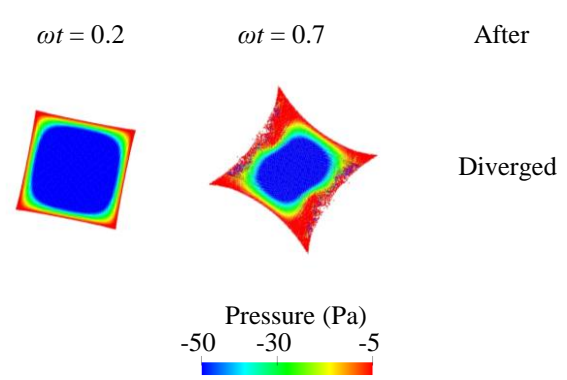 ωt = 0.2 ωt = 0.7 After
Diverged
Pressure (Pa)
-50 -30 -5